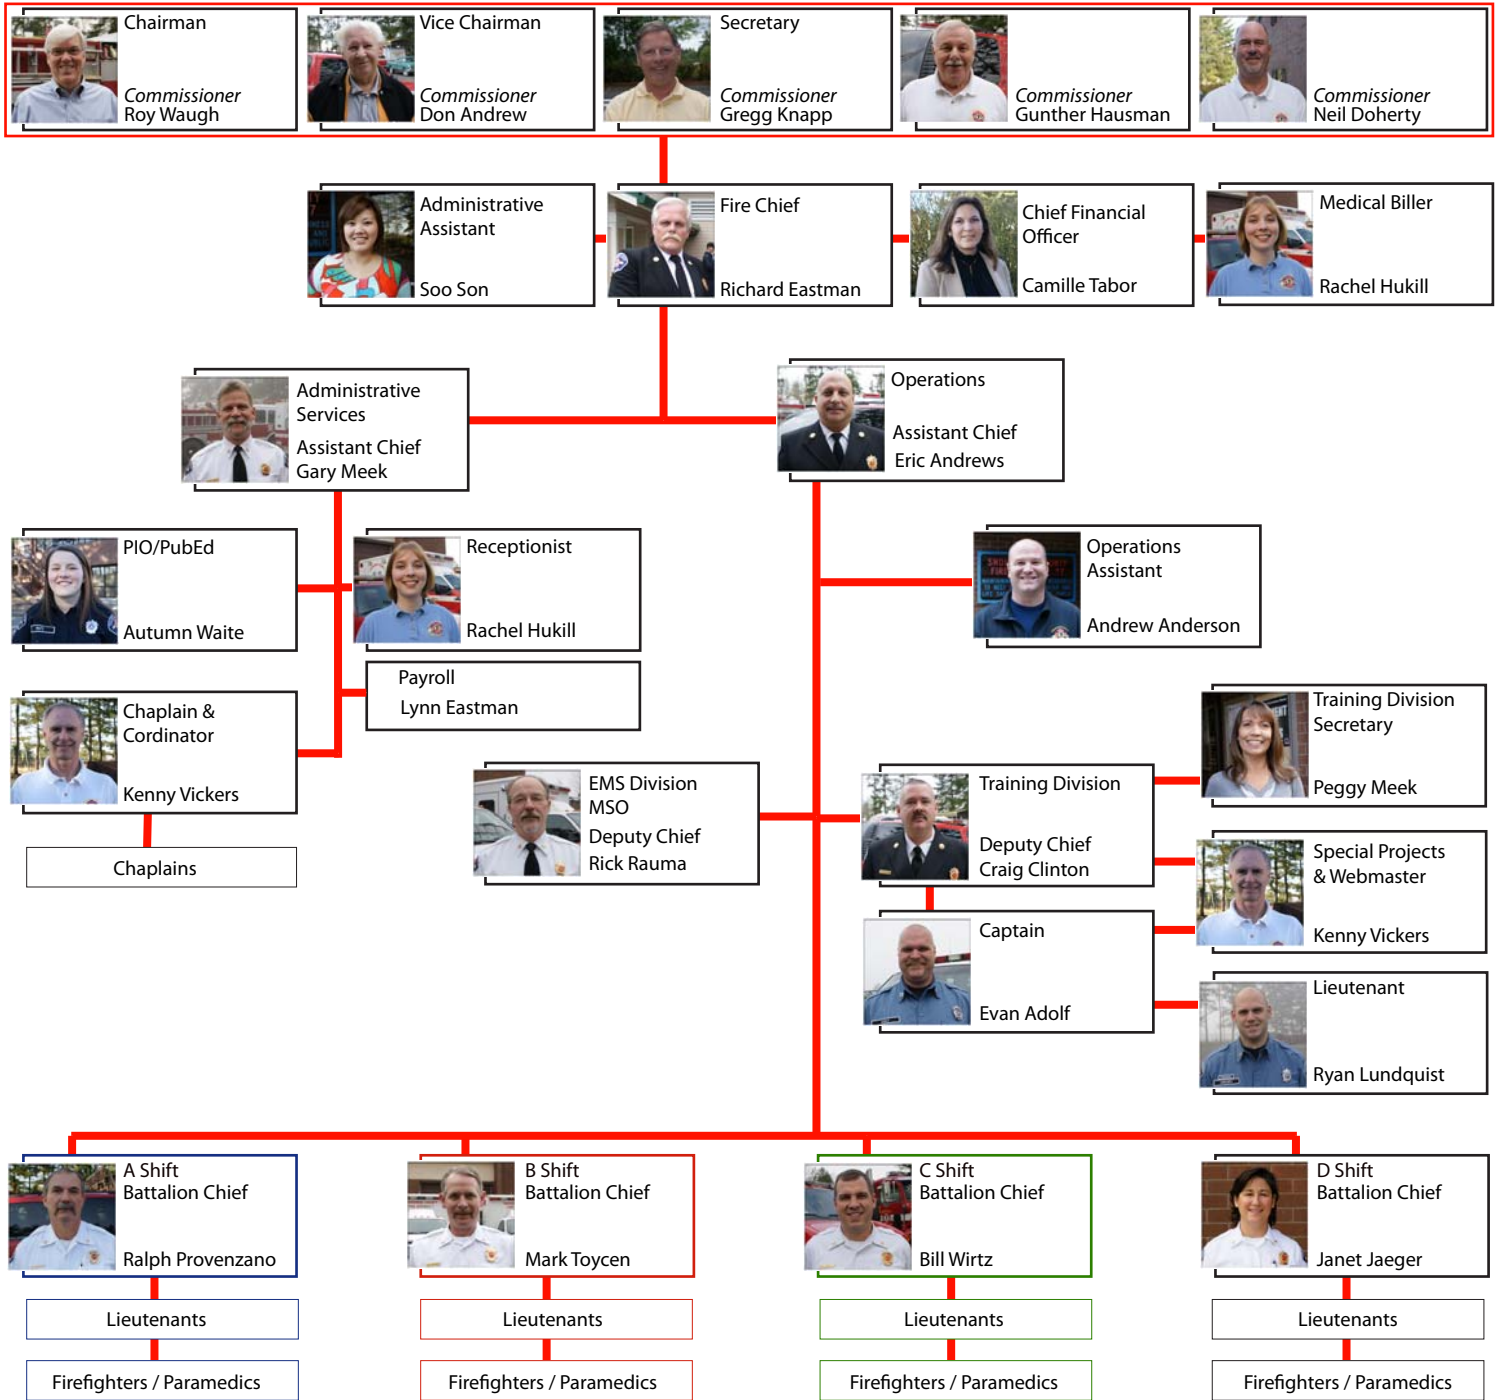 Chairman
Commissioner
Roy Waugh
Vice Chairman
Commissioner
Don Andrew
Secretary
Commissioner
Gregg Knapp
Commissioner
Gunther Hausman
Commissioner
Neil Doherty
Administrative
Assistant
Soo Son
Fire Chief
Richard Eastman
Chief Financial
Officer
Camille Tabor
Medical Biller
Rachel Hukill
Administrative
Services
Assistant Chief
Gary Meek
Operations
Assistant Chief
Eric Andrews
PIO/PubEd
Autumn Waite
Receptionist
Rachel Hukill
Operations
Assistant
Andrew Anderson
Payroll
Lynn Eastman
Chaplain &
Cordinator
Kenny Vickers
Chaplains
EMS Division
MSO
Deputy Chief
Rick Rauma
Training Division
Deputy Chief
Craig Clinton
Training Division
Secretary
Peggy Meek
Special Projects
& Webmaster
Kenny Vickers
Captain
Evan Adolf
Lieutenant
Ryan Lundquist
A Shift
Battalion Chief
Ralph Provenzano
B Shift
Battalion Chief
Mark Toycen
C Shift
Battalion Chief
Bill Wirtz
D Shift
Battalion Chief
Janet Jaeger
Lieutenants
Lieutenants
Lieutenants
Lieutenants
Firefighters / Paramedics
Firefighters / Paramedics
Firefighters / Paramedics
Firefighters / Paramedics